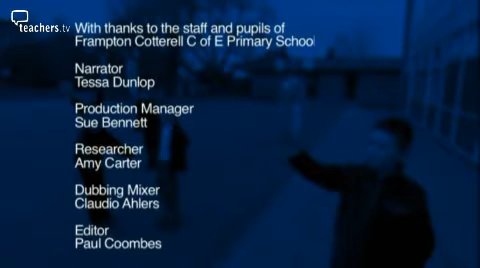 teachers.tv
With thanks to the staff and pupils of
Frampton Cotterell C of E Primary School
Narrator
Tessa Dunlop
Production Manager
Sue Bennett
Researcher
Amy Carter
Dubbing Mixer
Claudio Ahlers
Editor
Paul Coombes